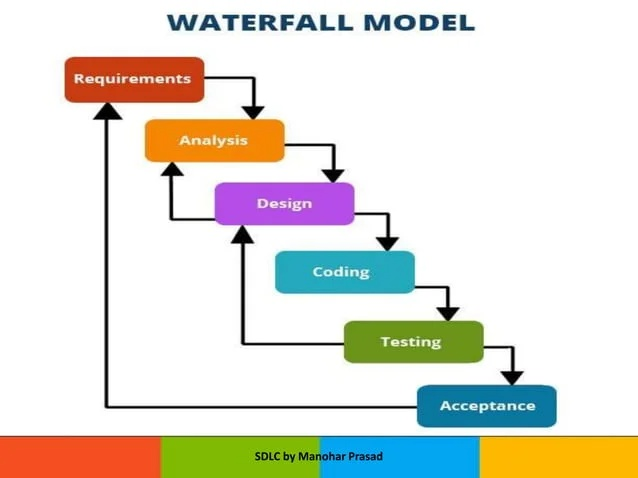 WATERFALL MODEL
Requirements
Analysis
Design
Coding
Testing
Acceptance
SDLC by Manohar Prasad